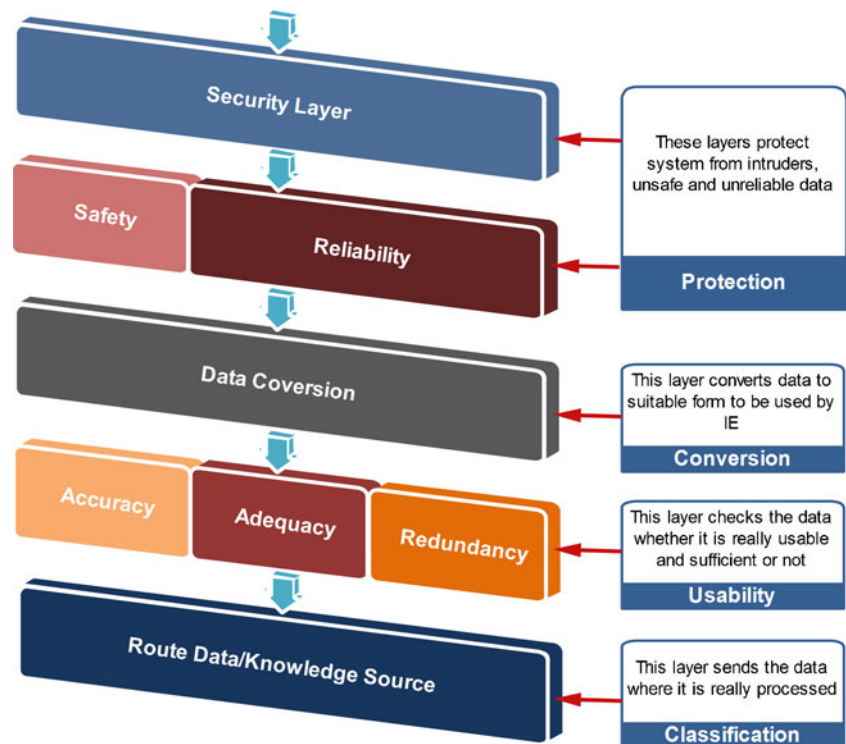 Security Layer
These layers protect
system from intruders,
unsafe and unreliable data
Protection
Safety
Reliability
Data Coversion
This layer converts data to
suitable form to be used by
IE
Conversion
Accuracy
Adequacy
Redundancy
This layer checks the data
whether it is really usable
and sufficient or not
Usability
Route Data/Knowledge Source
This layer sends the data
where it is really processed
Classification